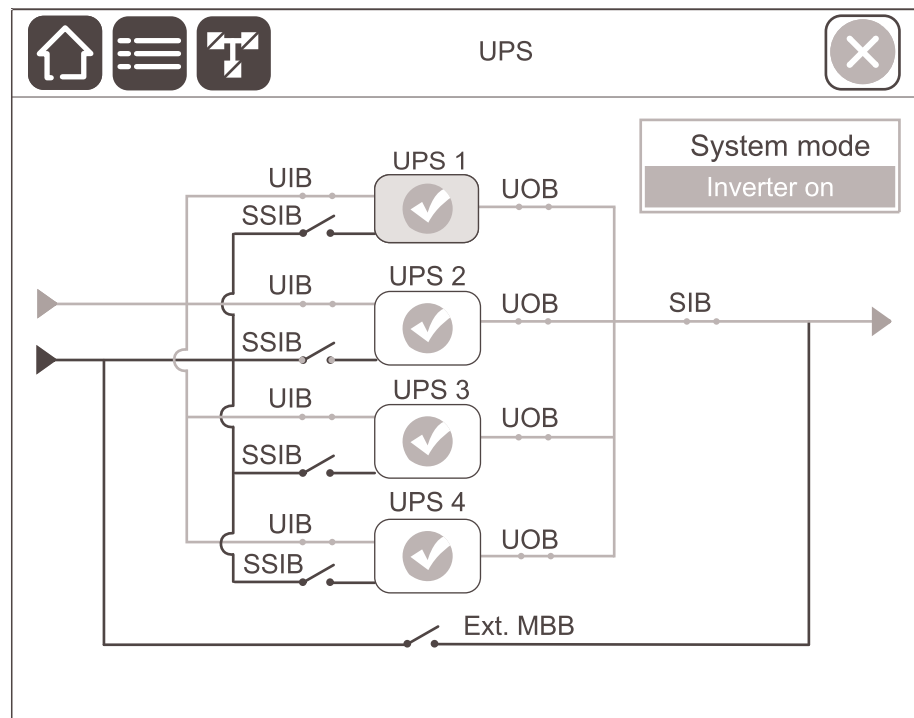 UPS
System mode
Inverter on
UPS 1
UIB
UOB
SSIB
UPS 2
UIB
UOB
SIB
SSIB
UPS 3
UIB
UOB
SSIB
UPS 4
UIB
UOB
SSIB
Ext. MBB